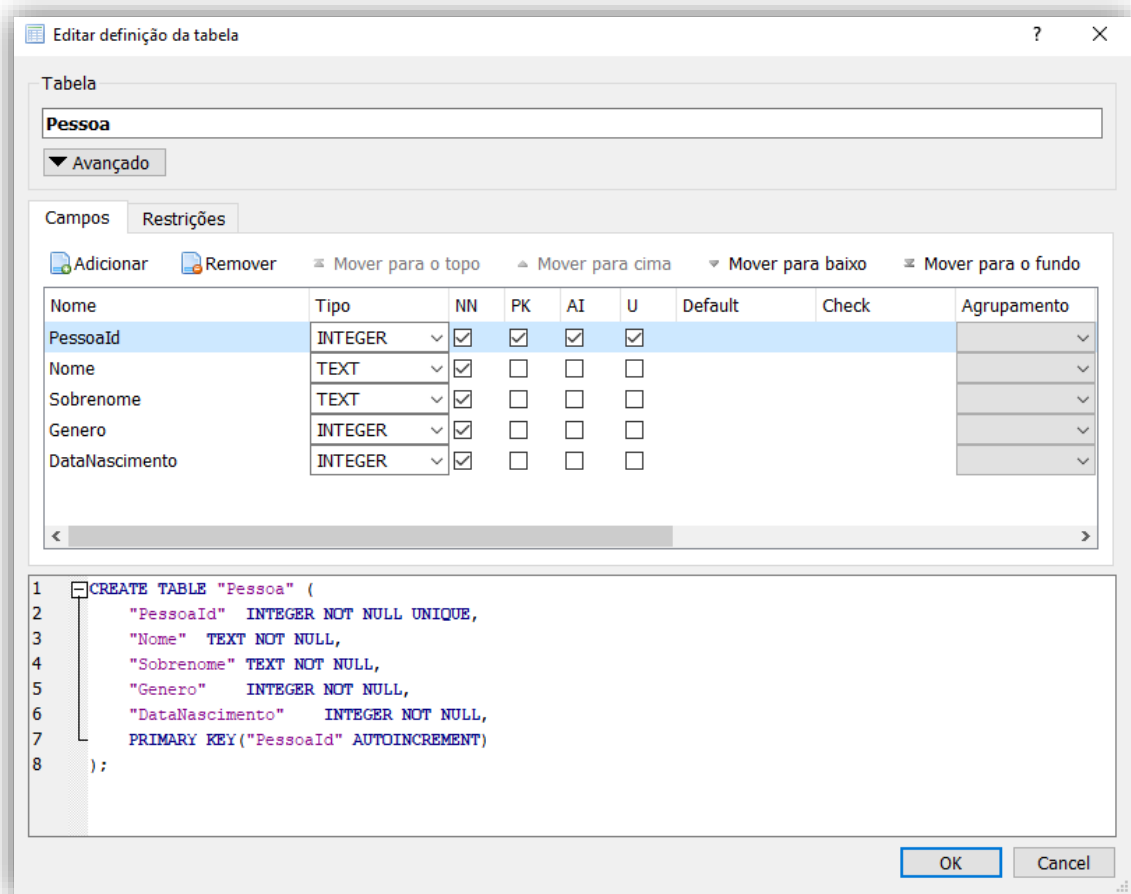 Editar definição da tabela ?
Tabela
Pessoa
Avançado
Campos Restrições
Adicionar Remover Mover para o topo Mover para cima Mover para baixo Mover para o fundo
Nome Tipo NN PK AI U Default Check Agrupamento
PessoaId INTEGER
Nome TEXT
Sobrenome TEXT
Genero INTEGER
DataNascimento INTEGER
1 CREATE TABLE "Pessoa" (
2 "PessoaId" INTEGER NOT NULL UNIQUE,
3 "Nome" TEXT NOT NULL,
4 "Sobrenome" TEXT NOT NULL,
5 "Genero" INTEGER NOT NULL,
6 "DataNascimento" INTEGER NOT NULL,
7 PRIMARY KEY("PessoaId" AUTOINCREMENT)
8 );
OK Cancel